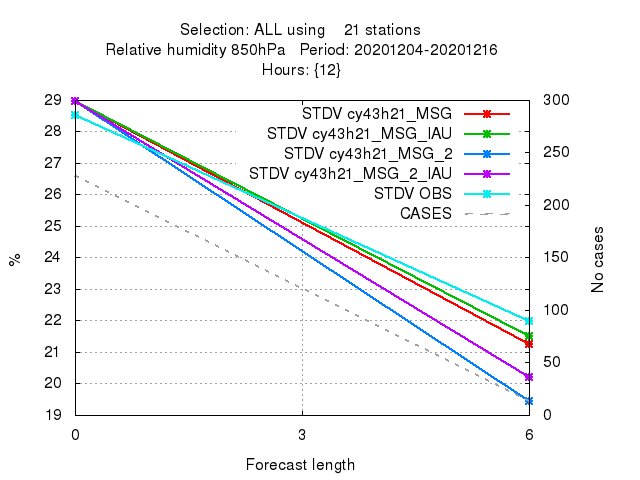 Selection: ALL using 21 stations
Relative humidity 850hPa Period: 20201204-20201216
Hours: {12}
29 300
STDV cy43h21_MSG
28 STDV cy43h21_MSG_IAU
STDV cy43h21_MSG_2 250
27
STDV cy43h21_MSG_2_IAU
26 STDV OBS
CASES 200
25
24 150
23
22 100
21 50
20
19 0
0 3 6
%
No cases
Forecast length